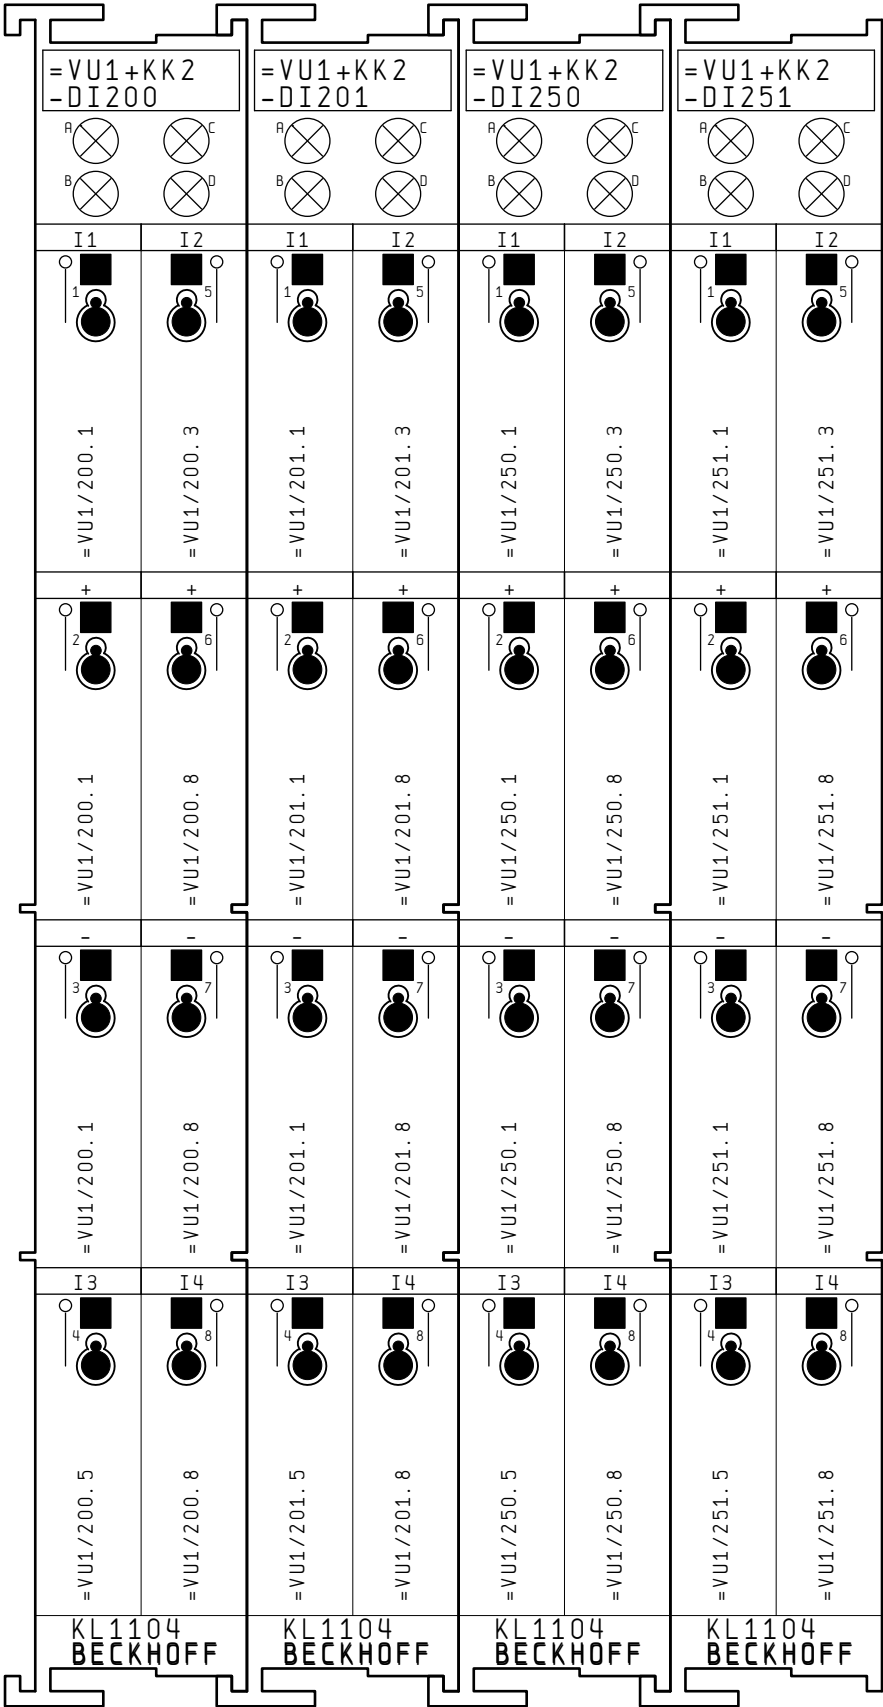 =VU1+KK2 =VU1+KK2 =VU1+KK2 =VU1+KK2
-DI200 -DI201 -DI250 -DI251
A C A C A C A C
B D B D B D B D
I1 I2 I1 I2 I1 I2 I1 I2
1 5 1 5 1 5 1 5
=VU1/200.1 =VU1/200.3 =VU1/201.1 =VU1/201.3 =VU1/250.1 =VU1/250.3 =VU1/251.1 =VU1/251.3
+ + + + + + + +
2 6 2 6 2 6 2 6
=VU1/200.1 =VU1/200.8 =VU1/201.1 =VU1/201.8 =VU1/250.1 =VU1/250.8 =VU1/251.1 =VU1/251.8
- - - - - - - -
3 7 3 7 3 7 3 7
=VU1/200.1 =VU1/200.8 =VU1/201.1 =VU1/201.8 =VU1/250.1 =VU1/250.8 =VU1/251.1 =VU1/251.8
I3 I4 I3 I4 I3 I4 I3 I4
4 8 4 8 4 8 4 8
=VU1/200.5 =VU1/200.8 =VU1/201.5 =VU1/201.8 =VU1/250.5 =VU1/250.8 =VU1/251.5 =VU1/251.8
KL1104 KL1104 KL1104 KL1104
BECKHOFF BECKHOFF BECKHOFF BECKHOFF